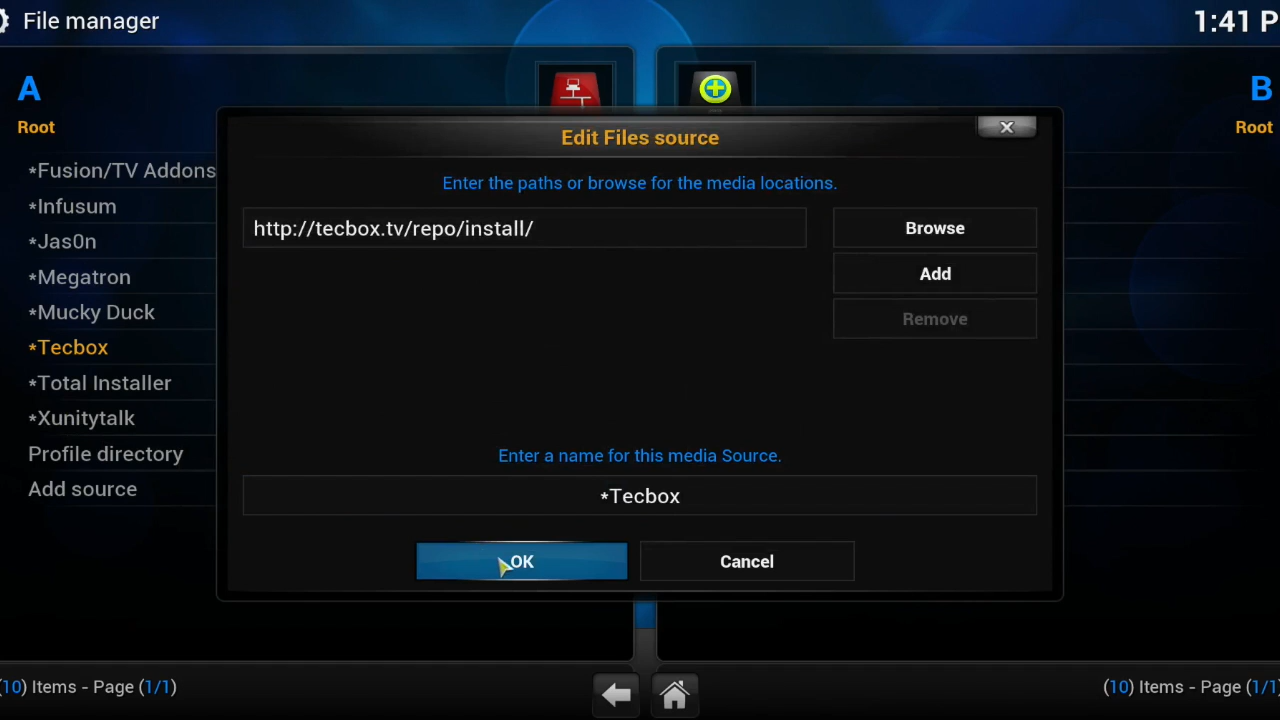 File manager
1:41 P
A
B
Root
Root
*Fusion/TV Addons
*Infusum
*Jas0n
*Megatron
*Mucky Duck
*Tecbox
*Total Installer
*Xunitytalk
Profile directory
Add source
Edit Files source
Enter the paths or browse for the media locations.
http://tecbox.tv/repo/install/
Browse
Add
Remove
Enter a name for this media Source.
*Tecbox
OK
Cancel
(10) Items - Page (1/1)
(10) Items - Page (1/1)